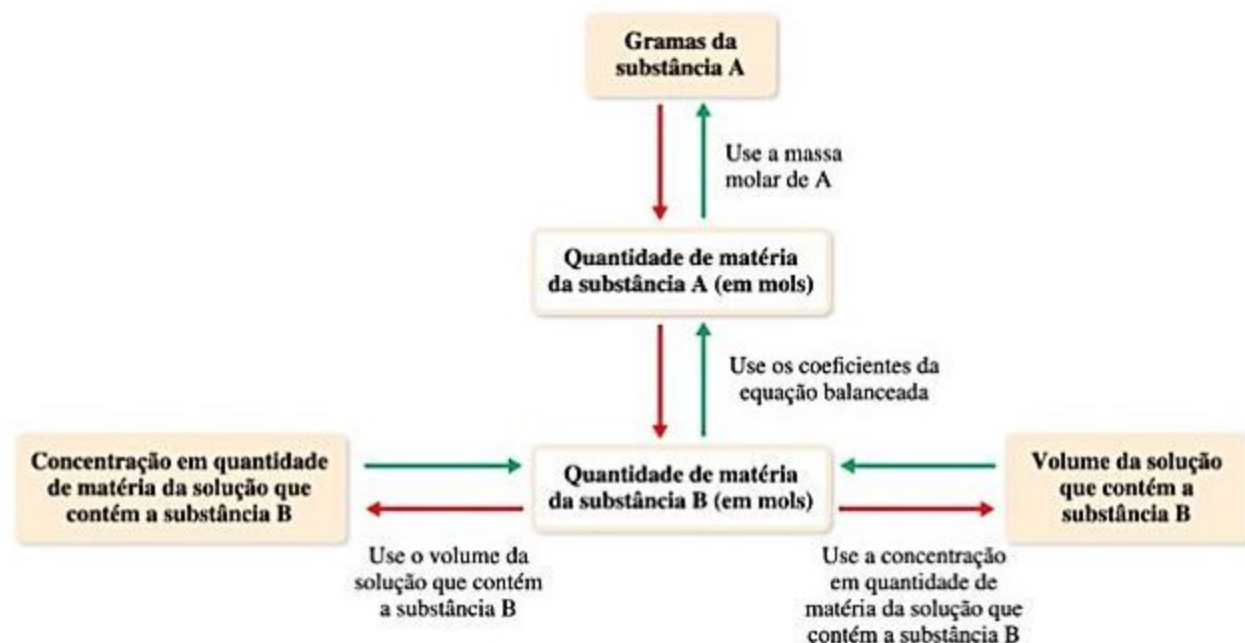 Gramas da
substância A
Use a massa
molar de A
Quantidade de matéria
da substância A (em mols)
Use os coeficientes da
equação balanceada
Concentração em quantidade
de matéria da solução que
contém a substância B
Quantidade de matéria
da substância B (em mols)
Volume da solução
que contém a
substância B
Use o volume da
solução que contém
a substância B
Use a concentração
em quantidade de
matéria da solução que
contém a substância B